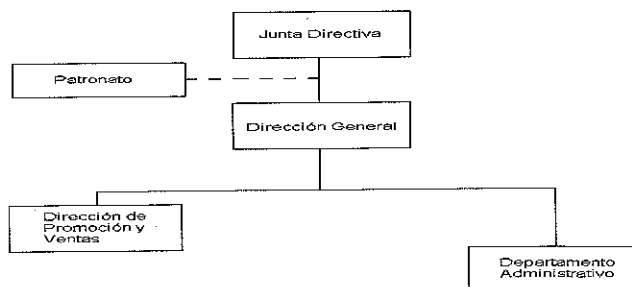 Junta Directiva
Patronato
Dirección General
Dirección de
Promoción y
Ventas
Departamento
Administrativo